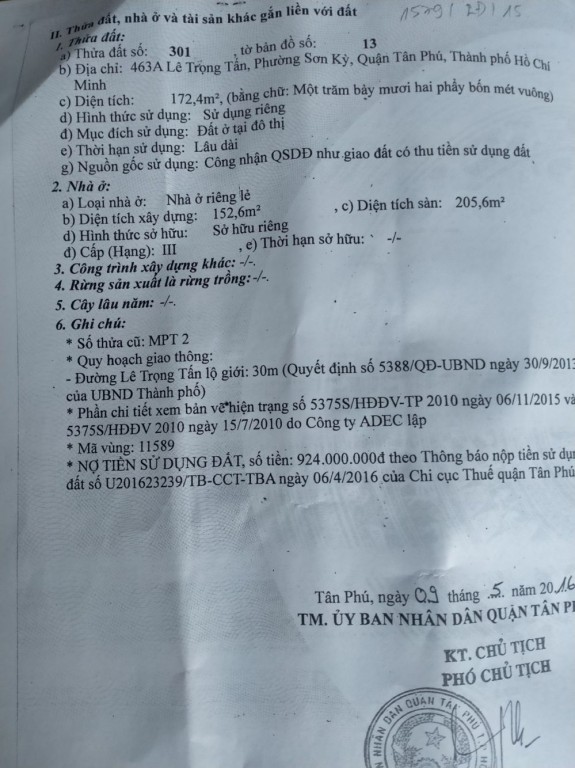 II. Thửa đất, nhà ở và tài sản khác gắn liền với đất
1529 / 2Đ / 15
1. Thửa đất:
a) Thửa đất số: 301 , tờ bản đồ số: 13
b) Địa chỉ: 463A Lê Trọng Tấn, Phường Sơn Kỳ, Quận Tân Phú, Thành phố Hồ Chí
Minh
c) Diện tích: 172,4m², (bằng chữ: Một trăm bảy mươi hai phẩy bốn mét vuông)
d) Hình thức sử dụng: Sử dụng riêng
đ) Mục đích sử dụng: Đất ở tại đô thị
e) Thời hạn sử dụng: Lâu dài
g) Nguồn gốc sử dụng: Công nhận QSDĐ như giao đất có thu tiền sử dụng đất
2. Nhà ở:
a) Loại nhà ở: Nhà ở riêng lẻ
b) Diện tích xây dựng: 152,6m² , c) Diện tích sàn: 205,6m²
d) Hình thức sở hữu: Sở hữu riêng
đ) Cấp (Hạng): III , e) Thời hạn sở hữu: -/-
3. Công trình xây dựng khác: -/-.
4. Rừng sản xuất là rừng trồng: -/-.
5. Cây lâu năm: -/-.
6. Ghi chú:
* Số thửa cũ: MPT 2
* Quy hoạch giao thông:
- Đường Lê Trọng Tấn lộ giới: 30m (Quyết định số 5388/QĐ-UBND ngày 30/9/2013
của UBND Thành phố)
* Phần chi tiết xem bản vẽ hiện trạng số 5375S/HĐĐV-TP 2010 ngày 06/11/2015 và
5375S/HĐĐV 2010 ngày 15/7/2010 do Công ty ADEC lập
* Mã vùng: 11589
* NỢ TIỀN SỬ DỤNG ĐẤT, số tiền: 924.000.000đ theo Thông báo nộp tiền sử dụ
đất số U201623239/TB-CCT-TBA ngày 06/4/2016 của Chi cục Thuế quận Tân Phú
Tân Phú, ngày 09 tháng 5. năm 2016
TM. ỦY BAN NHÂN DÂN QUẬN TÂN P
KT. CHỦ TỊCH
PHÓ CHỦ TỊCH
N NHÂN DÂN QUẬN TÂN PHÚ T.P H